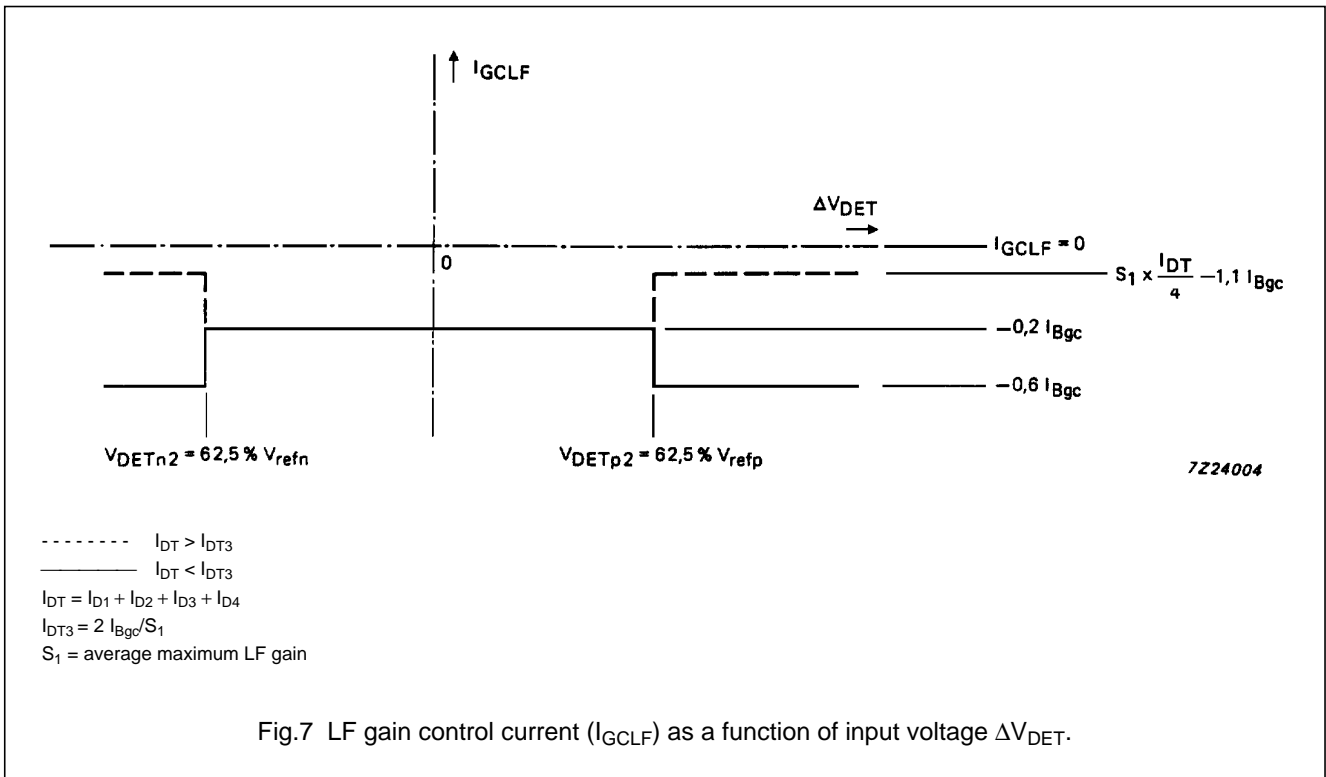 I_GCLF
ΔV_DET
0
I_GCLF = 0
S_1 x I_DT/4 -1,1 I_Bgc
-0,2 I_Bgc
-0,6 I_Bgc
V_DETn2 = 62,5 % V_refn
V_DETp2 = 62,5 % V_refp
7Z24004
- - - - - - - - I_DT > I_DT3
———— I_DT < I_DT3
I_DT = I_D1 + I_D2 + I_D3 + I_D4
I_DT3 = 2 I_Bgc/S_1
S_1 = average maximum LF gain
Fig.7 LF gain control current (I_GCLF) as a function of input voltage ΔV_DET.